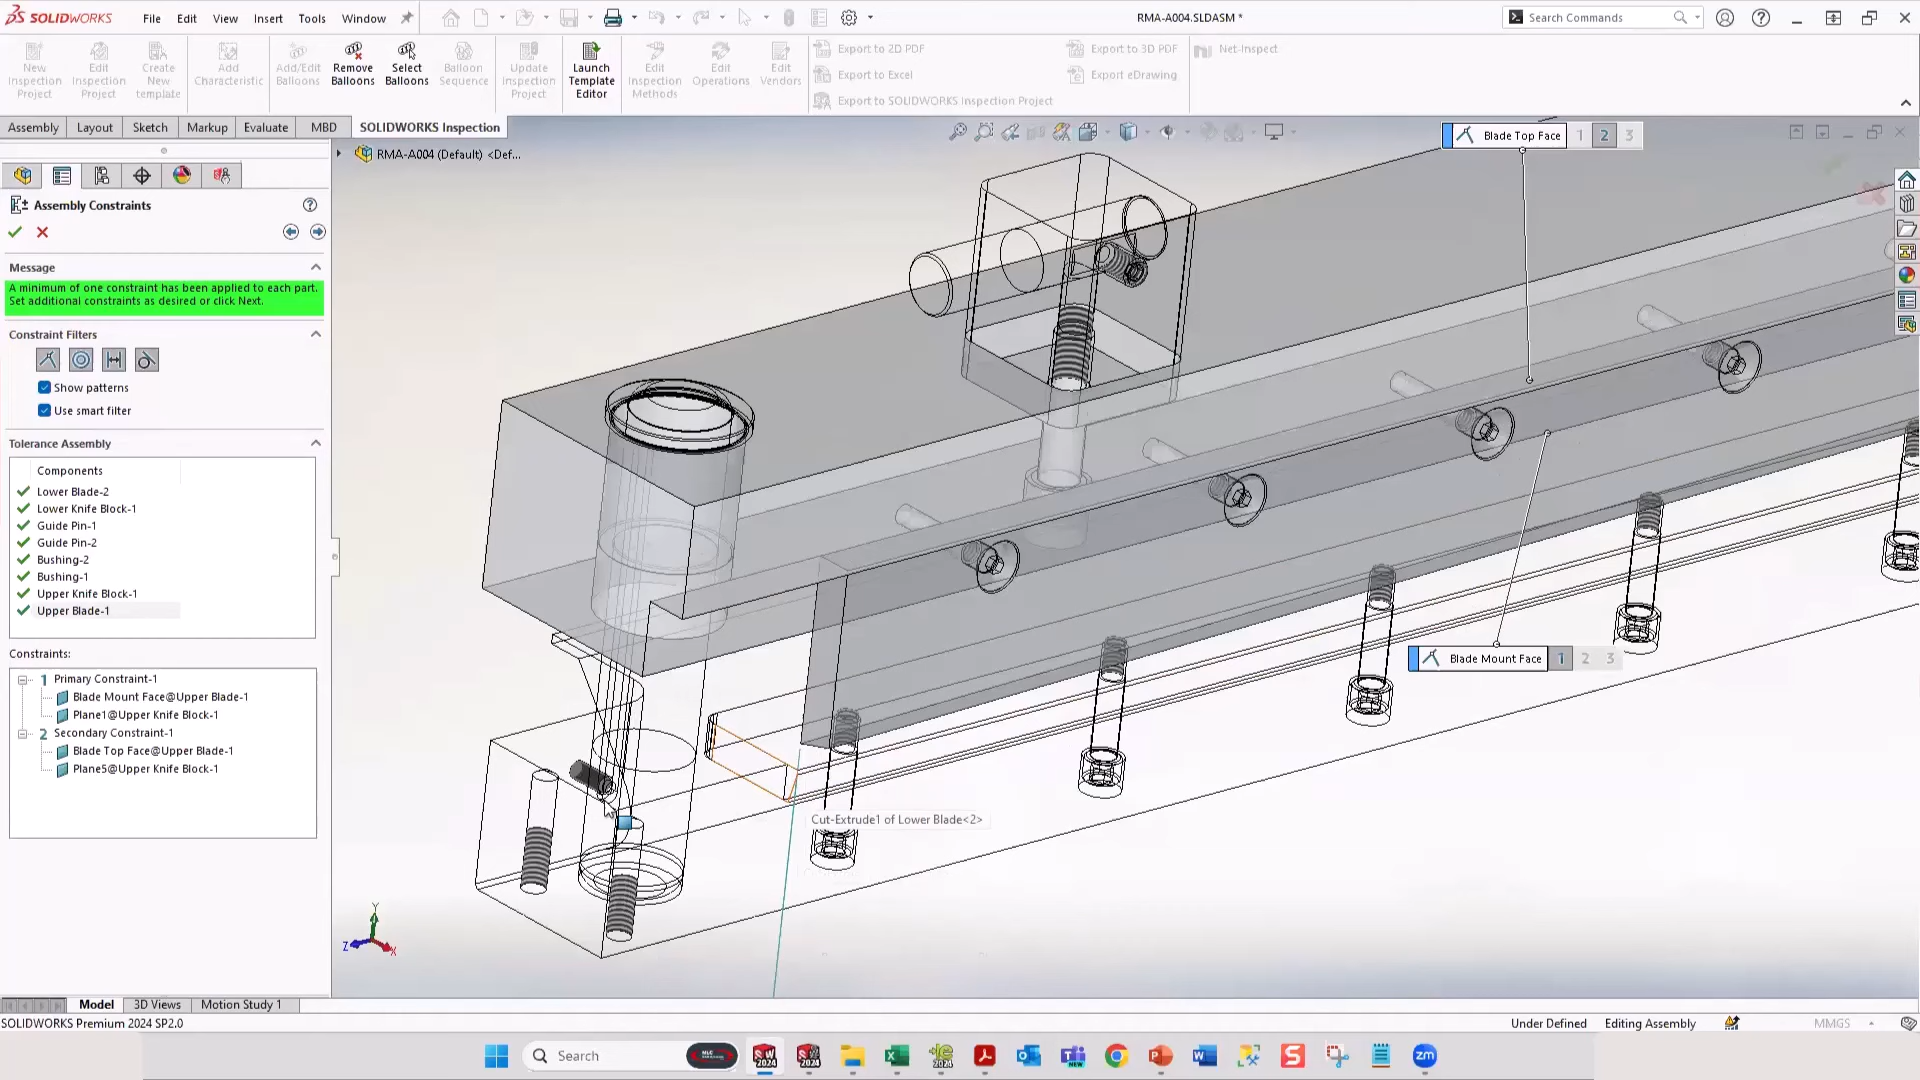 SOLIDWORKS
File Edit View Insert Tools Window
RMA-A004.SLDASM *
Search Commands
New Inspection Project
Edit Inspection Project
Create New template
Add Characteristic
Add/Edit Balloons
Remove Balloons
Select Balloons
Balloon Sequence
Update Inspection Project
Launch Template Editor
Edit Inspection Methods
Edit Operations
Edit Vendors
Export to 2D PDF
Export to Excel
Export to SOLIDWORKS Inspection Project
Export to 3D PDF
Export eDrawing
Net-Inspect
Assembly Layout Sketch Markup Evaluate MBD SOLIDWORKS Inspection
RMA-A004 (Default) <Def...
Blade Top Face 1 2 3
Assembly Constraints
Message
A minimum of one constraint has been applied to each part.
Set additional constraints as desired or click Next.
Constraint Filters
Show patterns
Use smart filter
Tolerance Assembly
Components
Lower Blade-2
Lower Knife Block-1
Guide Pin-1
Guide Pin-2
Bushing-2
Bushing-1
Upper Knife Block-1
Upper Blade-1
Constraints:
1 Primary Constraint-1
Blade Mount Face@Upper Blade-1
Plane1@Upper Knife Block-1
2 Secondary Constraint-1
Blade Top Face@Upper Blade-1
Plane5@Upper Knife Block-1
Blade Mount Face 1 2 3
Cut-Extrude1 of Lower Blade<2>
Y
Z
X
Model 3D Views Motion Study 1
SOLIDWORKS Premium 2024 SP2.0
Under Defined Editing Assembly MMGS
Search